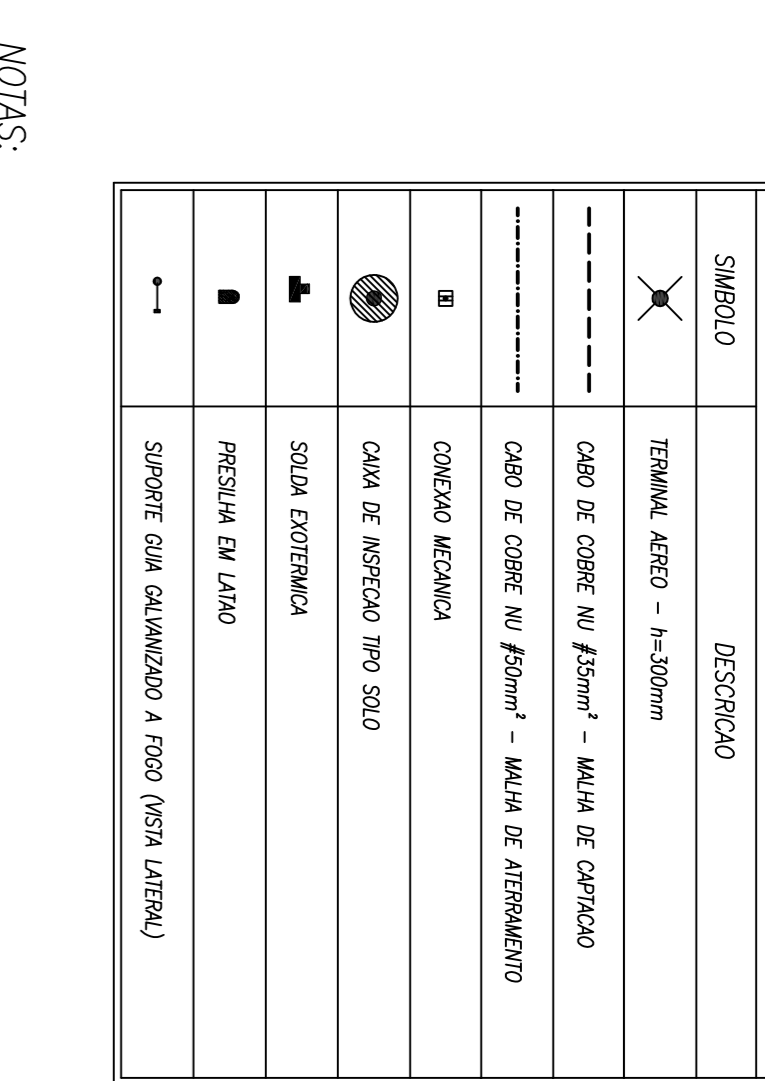 SIMBOLO DESCRICAO
TERMINAL AEREO - h=300mm
CABO DE COBRE NU #35mm² - MALHA DE CAPTACAO
CABO DE COBRE NU #50mm² - MALHA DE ATERRAMENTO
CONEXAO MECANICA
CAIXA DE INSPECAO TIPO SOLO
SOLDA EXOTERMICA
PRESILHA EM LATAO
SUPORTE GUIA GALVANIZADO A FOGO (VISTA LATERAL)
NOTAS: